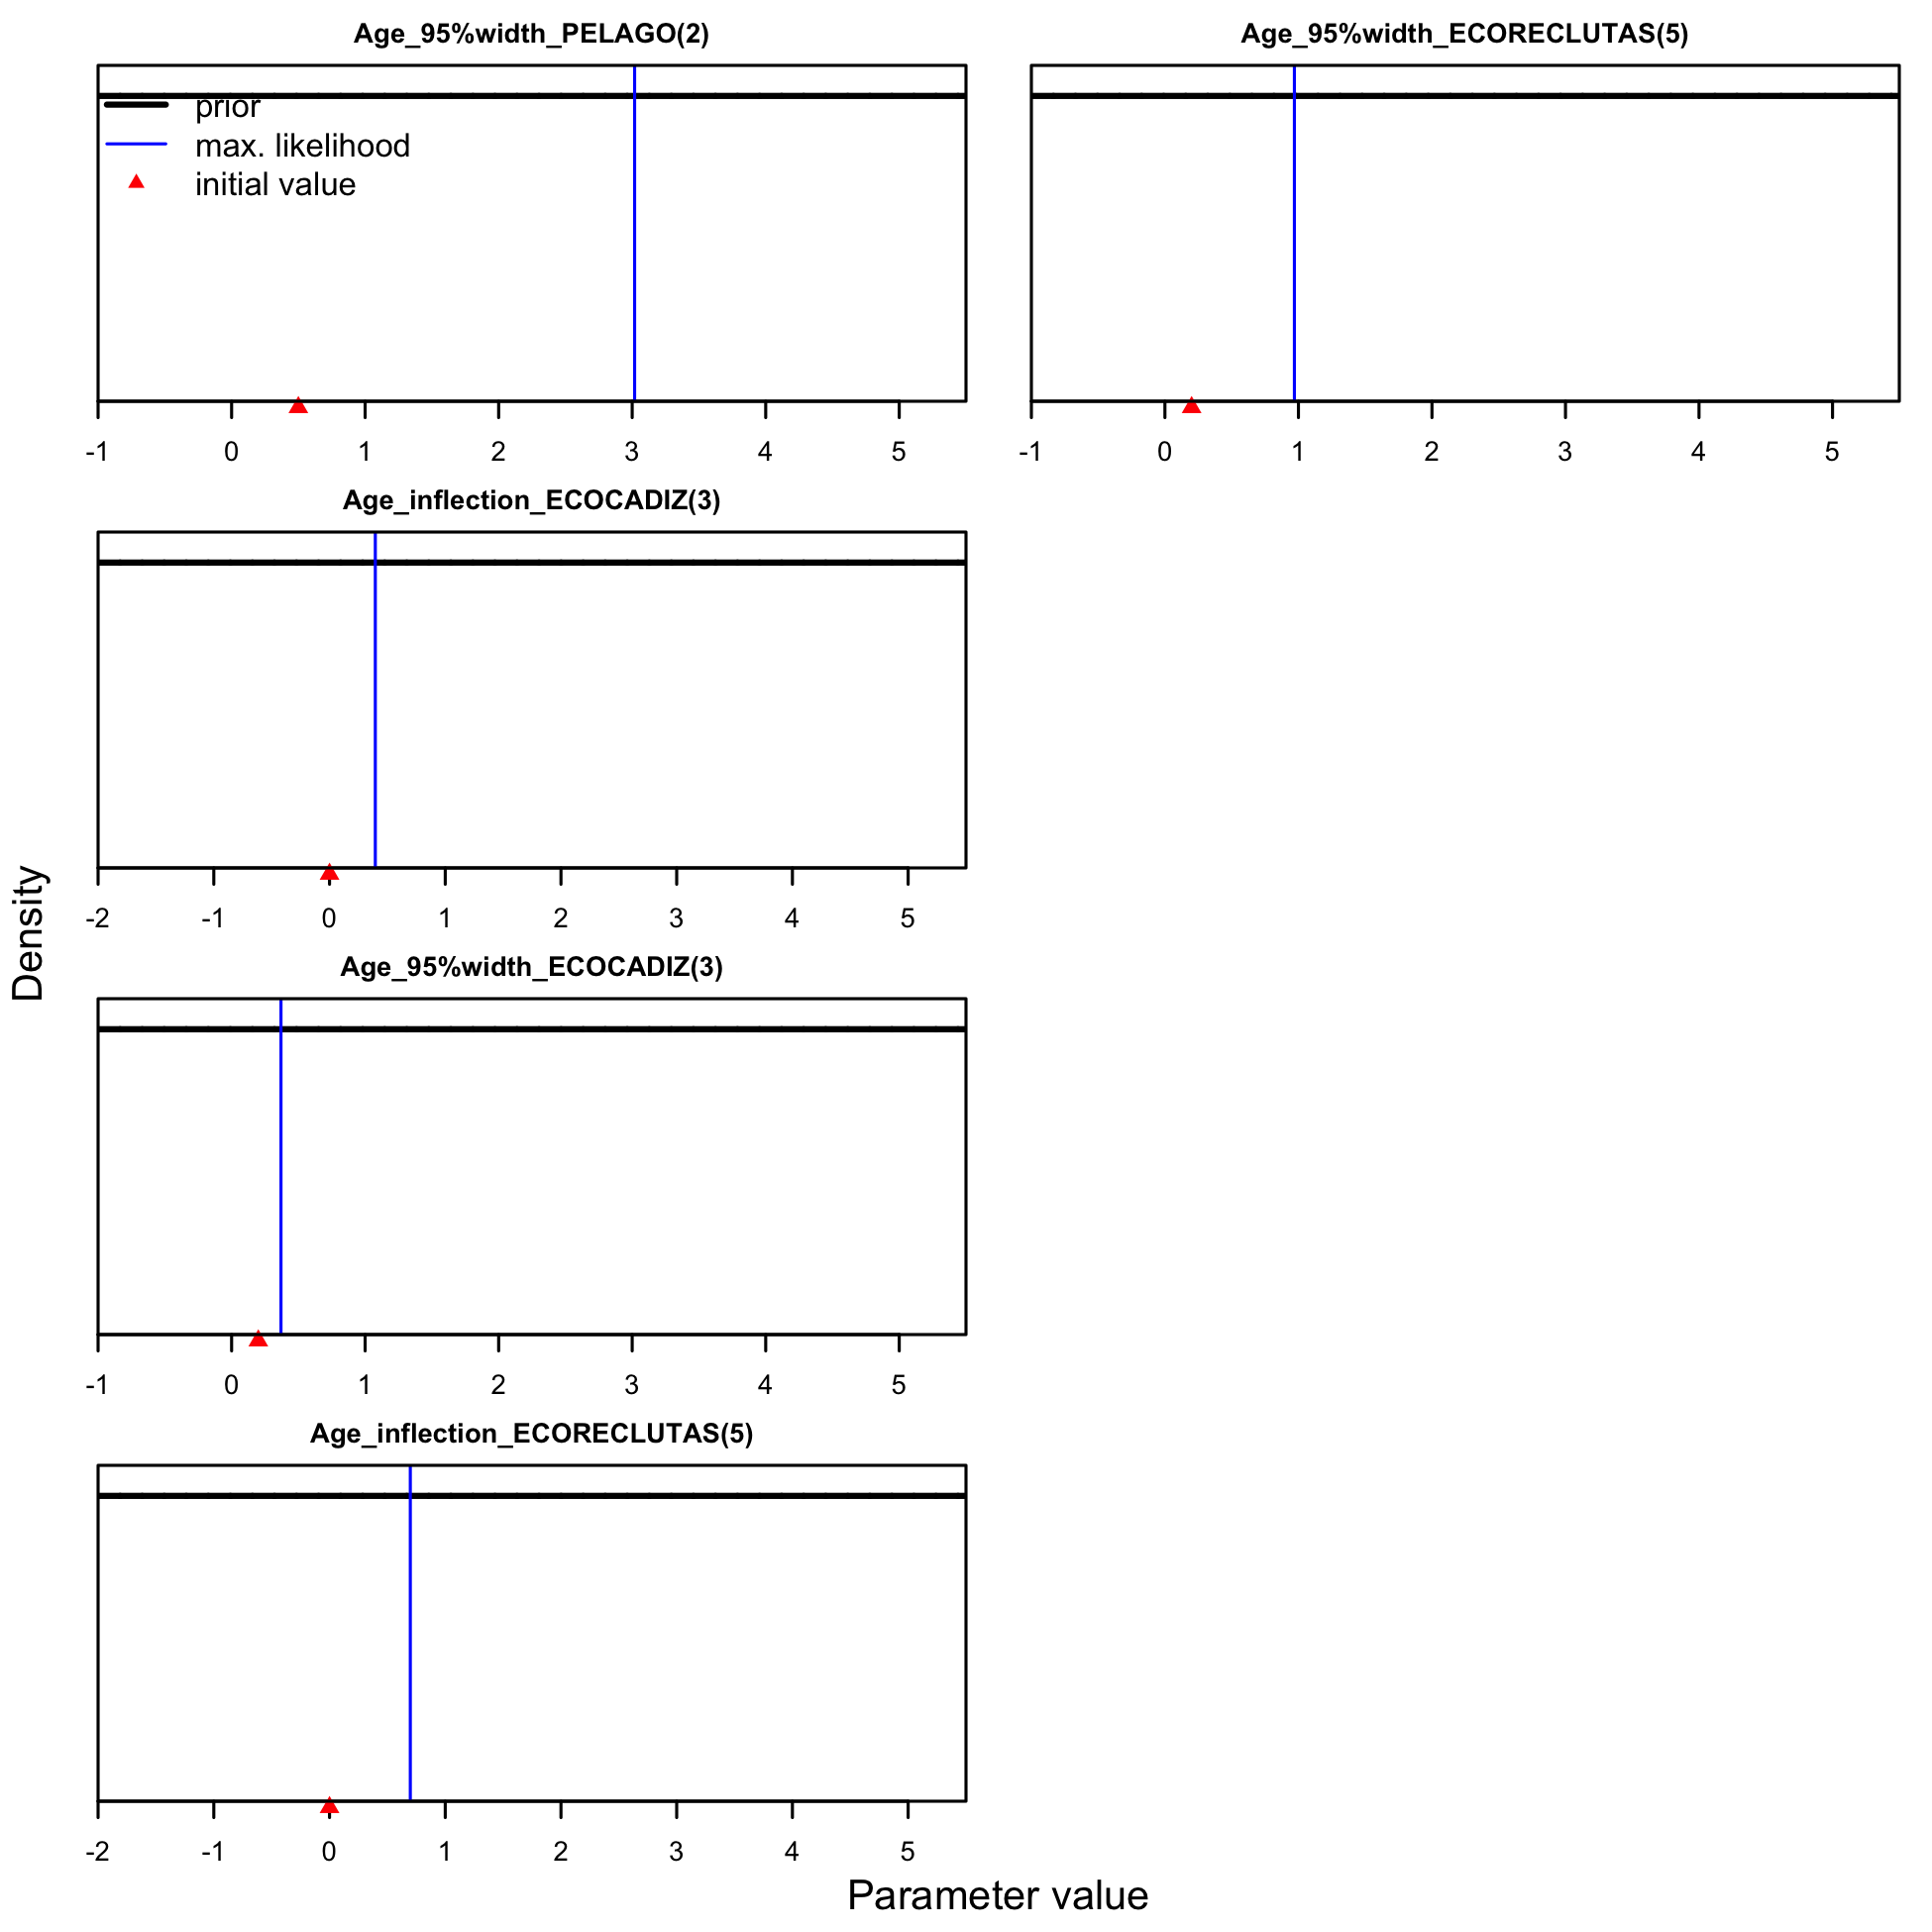 Age_95%width_PELAGO(2)
prior
max. likelihood
initial value
-1 0 1 2 3 4 5
Age_95%width_ECORECLUTAS(5)
-1 0 1 2 3 4 5
Age_inflection_ECOCADIZ(3)
-2 -1 0 1 2 3 4 5
Age_95%width_ECOCADIZ(3)
-1 0 1 2 3 4 5
Age_inflection_ECORECLUTAS(5)
-2 -1 0 1 2 3 4 5
Density
Parameter value